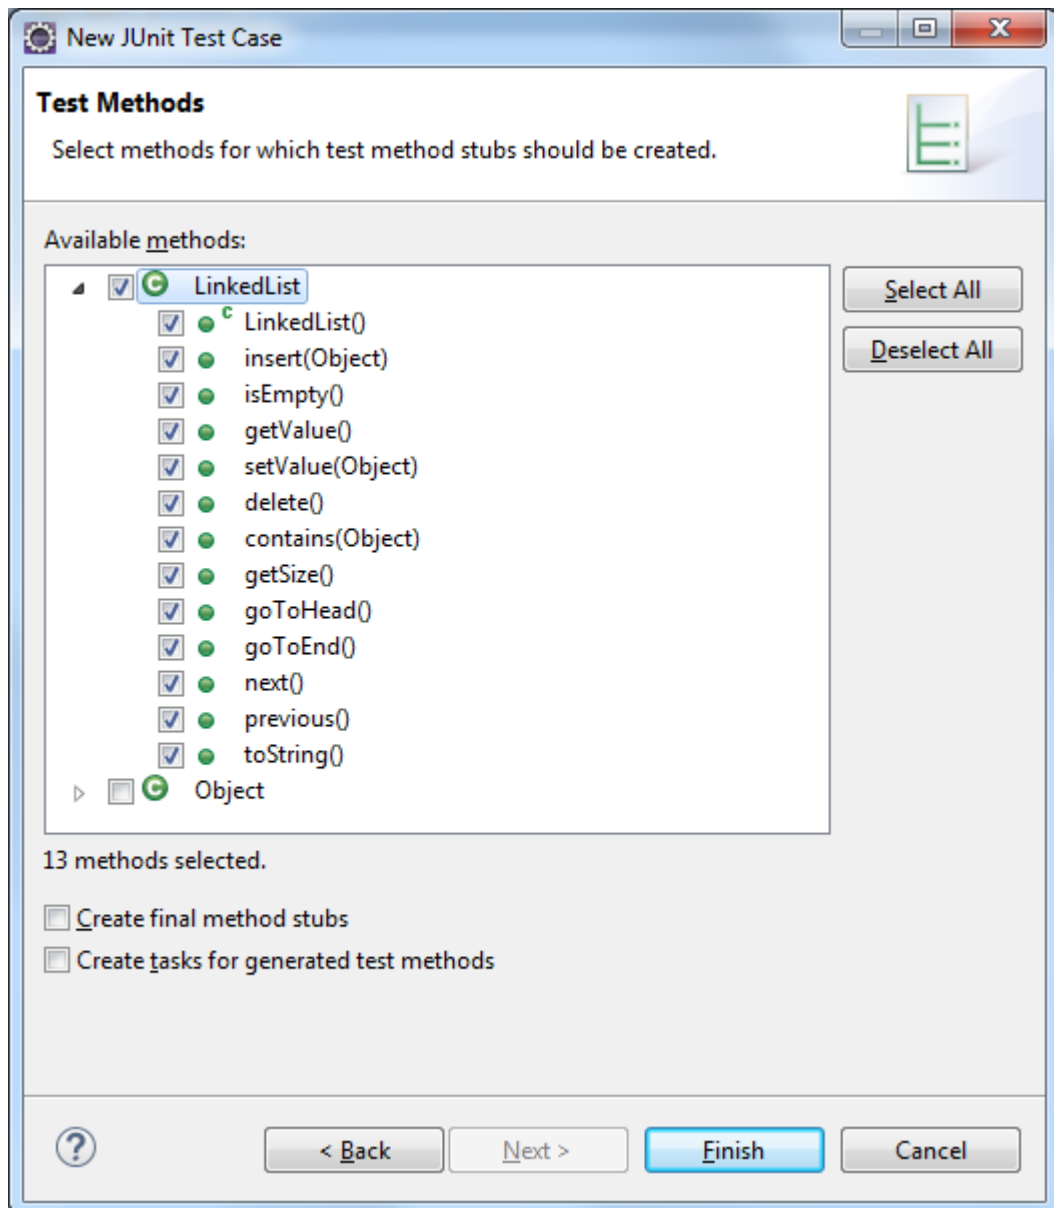 New JUnit Test Case
Test Methods
Select methods for which test method stubs should be created.
Available methods:
LinkedList
Select All
C LinkedList()
insert(Object)
Deselect All
isEmpty()
getValue()
setValue(Object)
delete()
contains(Object)
getSize()
goToHead()
goToEnd()
next()
previous()
toString()
C Object
13 methods selected.
Create final method stubs
Create tasks for generated test methods
? < Back Next > Finish Cancel